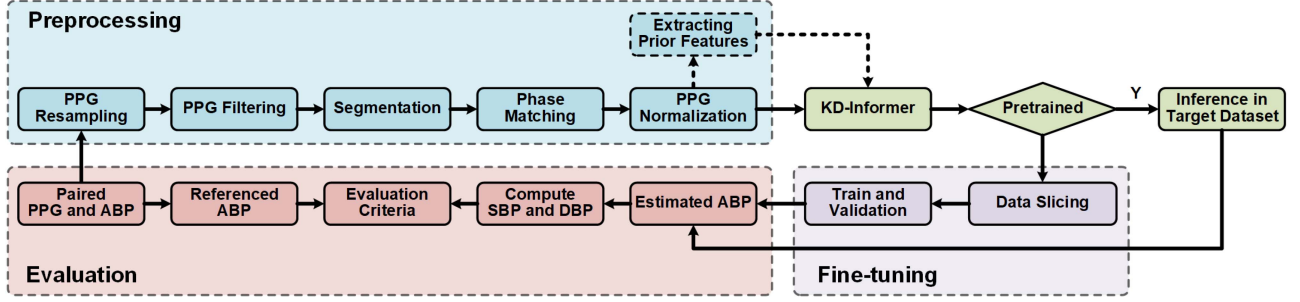 Preprocessing
Extracting
Prior Features
PPG
Resampling
PPG Filtering
Segmentation
Phase
Matching
PPG
Normalization
KD-Informer
Pretrained
Y
Inference in
Target Dataset
Paired
PPG and ABP
Referenced
ABP
Evaluation
Criteria
Compute
SBP and DBP
Estimated ABP
Train and
Validation
Data Slicing
Evaluation
Fine-tuning